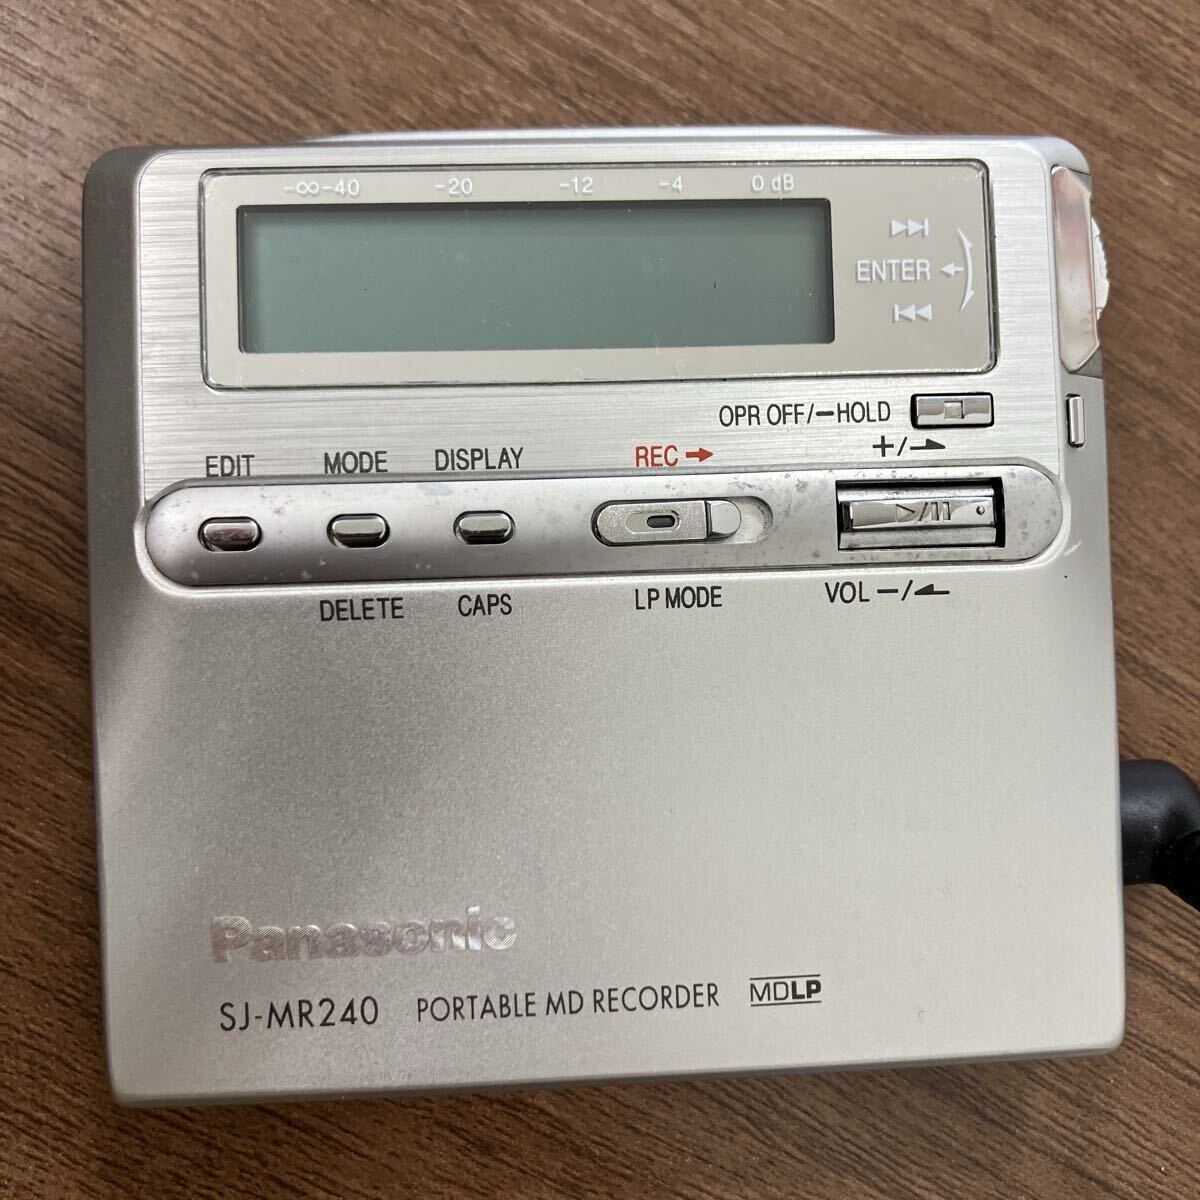 -∞-40 -20 -12 -4 0 dB
▶▶|
ENTER ←
|◀◀
OPR OFF/—HOLD
+/⇀
EDIT MODE DISPLAY REC →
▷/II
DELETE CAPS LP MODE VOL —/↼
Panasonic
SJ-MR240 PORTABLE MD RECORDER MDLP